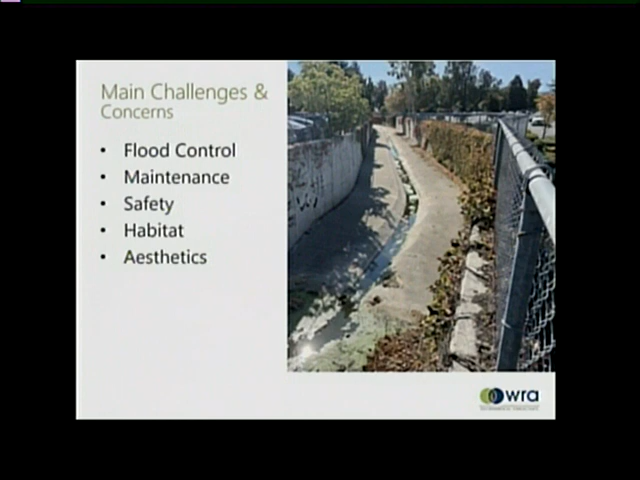 Main Challenges &
Concerns
• Flood Control
• Maintenance
• Safety
• Habitat
• Aesthetics
wra